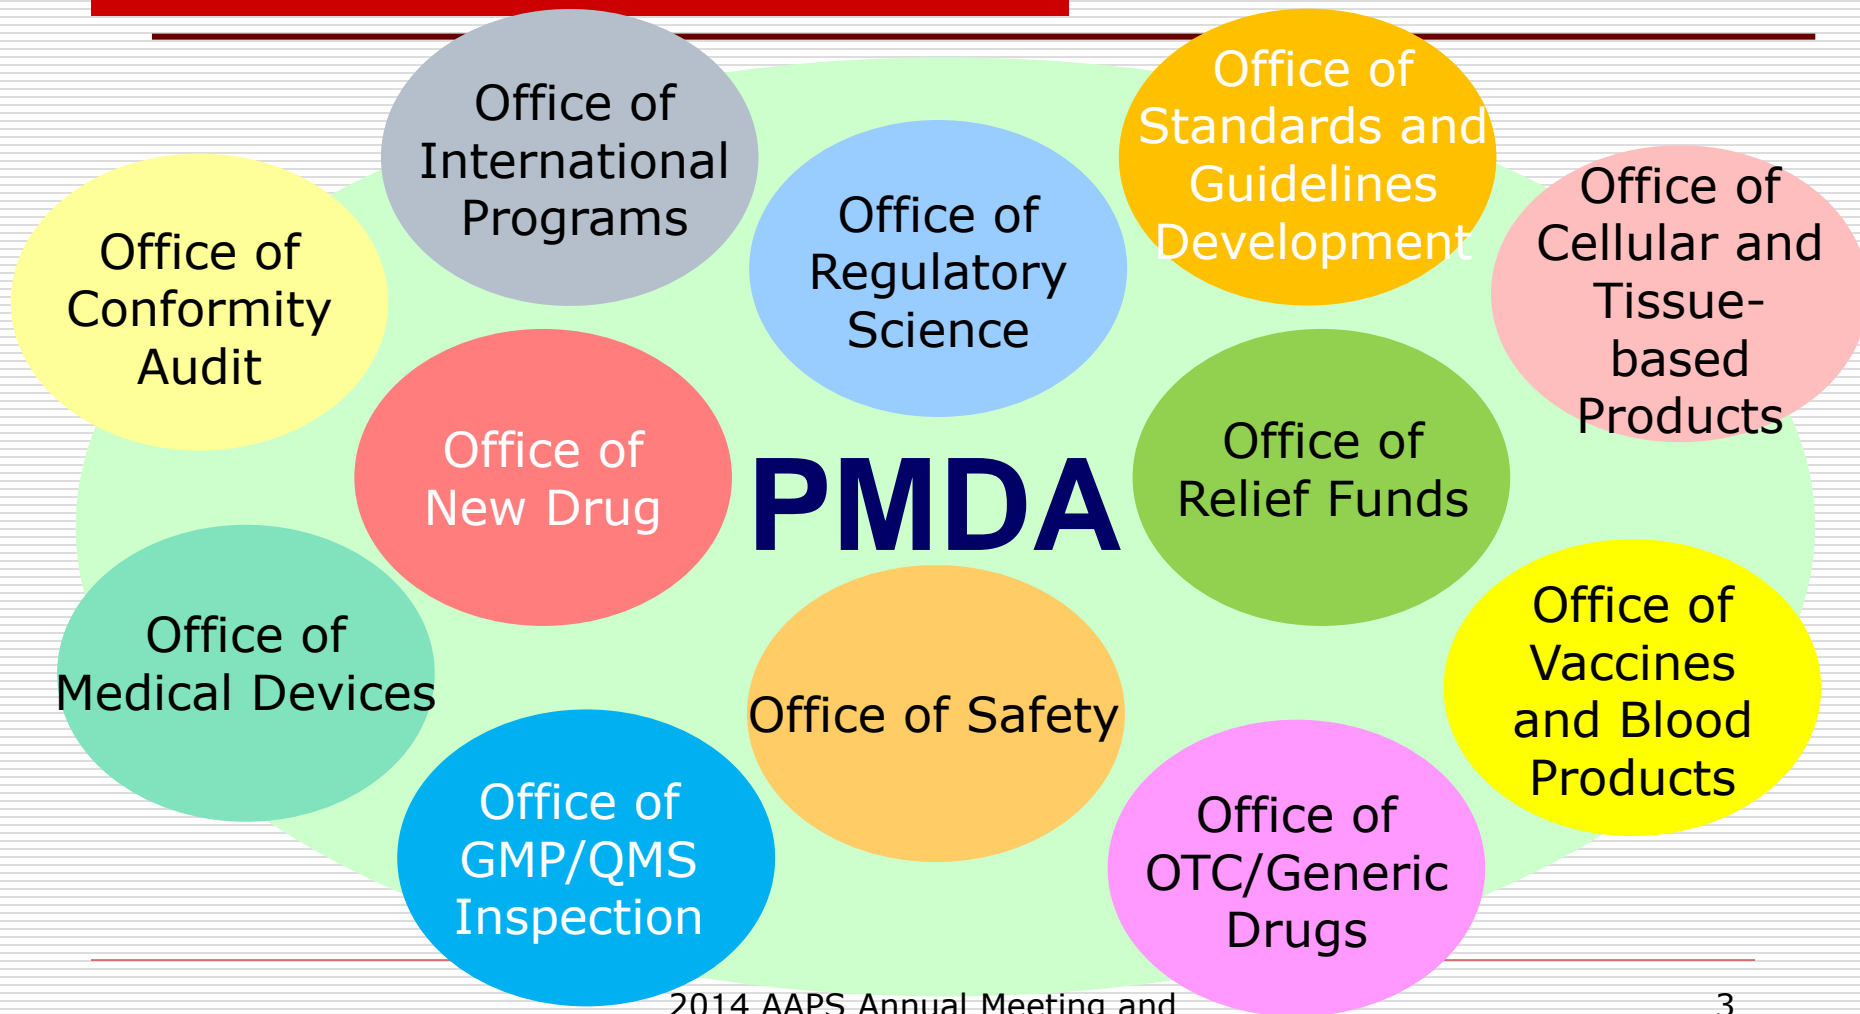 Office of
International
Programs
Office of
Standards and
Guidelines
Development
Office of
Conformity
Audit
Office of
Regulatory
Science
Office of
Cellular and
Tissue-
based
Products
Office of
New Drug
PMDA
Office of
Relief Funds
Office of
Medical Devices
Office of Safety
Office of
Vaccines
and Blood
Products
Office of
GMP/QMS
Inspection
Office of
OTC/Generic
Drugs
2014 AAPS Annual Meeting and
3